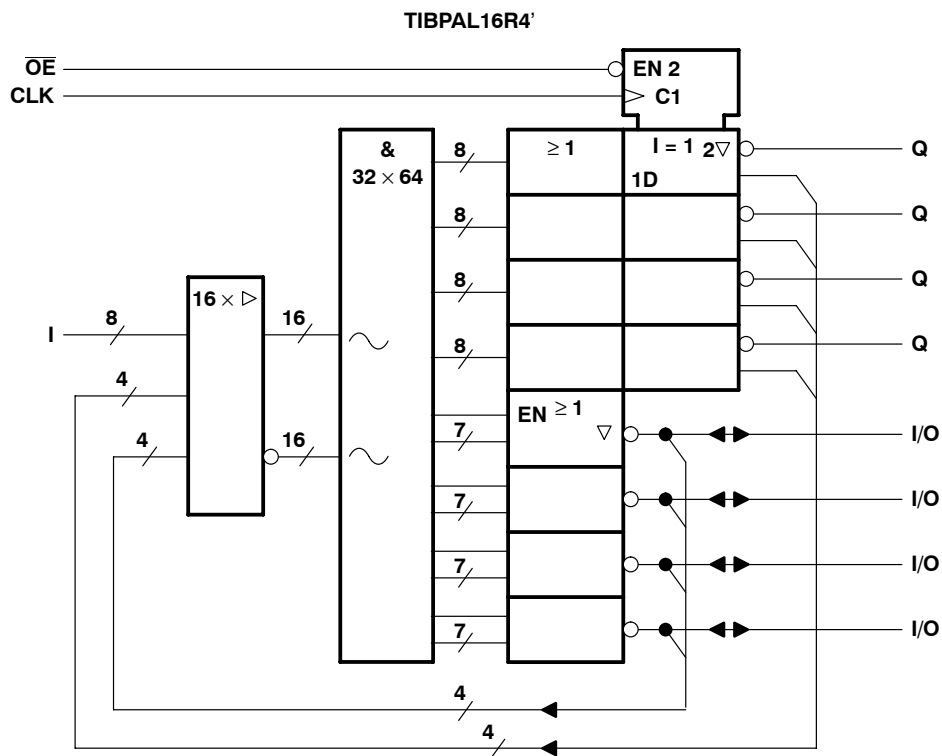 TIBPAL16R4'
OE EN 2
CLK C1
& ≥ 1 I = 1 2▽ Q
32 × 64 8 1D
8 Q
8 Q
16 × ▷
I 8 16 8 Q
4 EN ≥ 1
▽ I/O
4 16 7
7 I/O
7 I/O
7 I/O
4
4